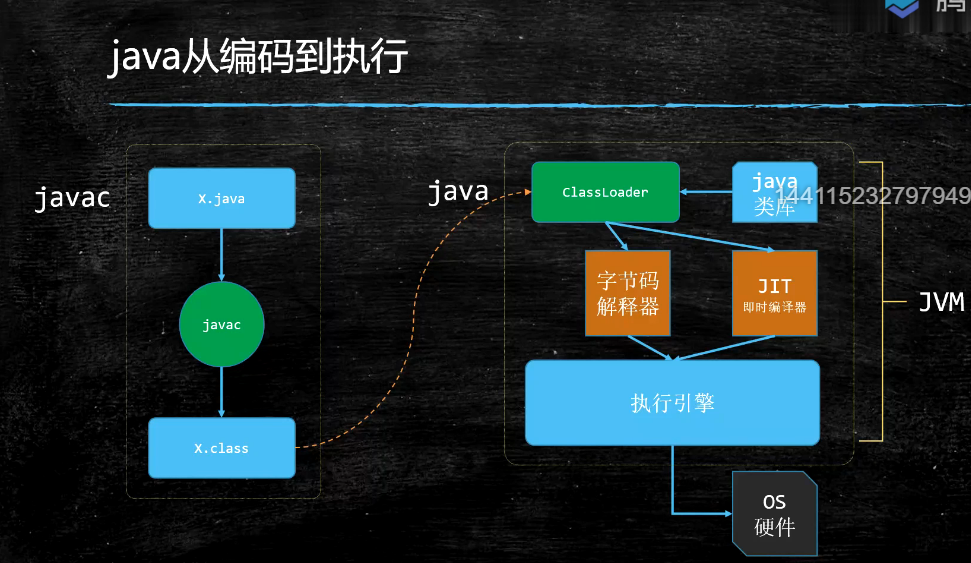 腾
java从编码到执行
javac
X.java
javac
X.class
java
ClassLoader
java
类库
144115232797949
字节码
解释器
JIT
即时编译器
JVM
执行引擎
OS
硬件